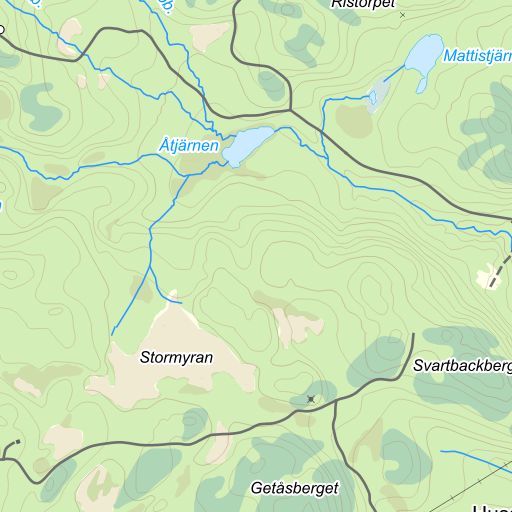 Ristorpet
Mattistjärn
Åtjärnen
Stormyran
Svartbackberg
Getåsberget